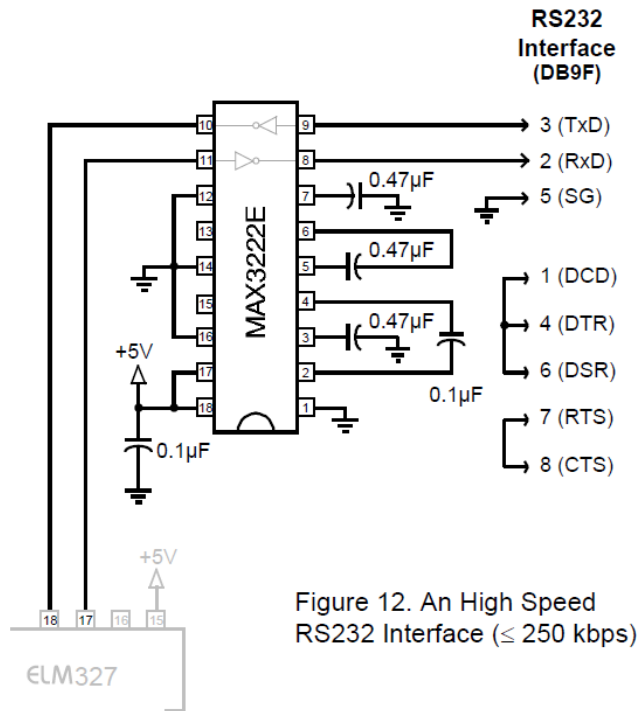 RS232
Interface
(DB9F)
10 9 3 (TxD)
11 8 2 (RxD)
12 7 0.47µF 5 (SG)
13 6
14 5 0.47µF 1 (DCD)
15 4
16 3 0.47µF 4 (DTR)
+5V
17 2 6 (DSR)
18 1 0.1µF 7 (RTS)
MAX3222E
0.1µF 8 (CTS)
+5V
18 17 16 15
ELM327
Figure 12. An High Speed
RS232 Interface (≤ 250 kbps)